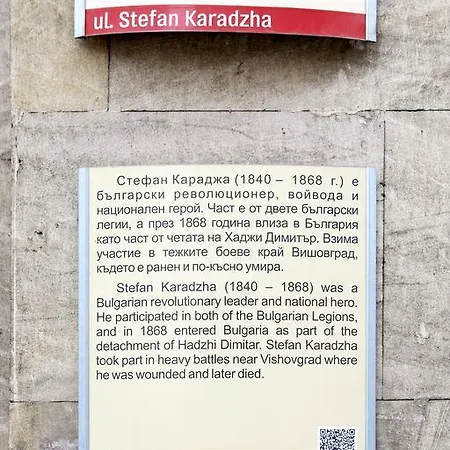 ul. Stefan Karadzha
Стефан Караджа (1840 – 1868 г.) е
български революционер, войвода и
национален герой. Част е от двете български
легии, а през 1868 година влиза в България
като част от четата на Хаджи Димитър. Взима
участие в тежките боеве край Вишовград,
където е ранен и по-късно умира.
Stefan Karadzha (1840 – 1868) was a
Bulgarian revolutionary leader and national hero.
He participated in both of the Bulgarian Legions,
and in 1868 entered Bulgaria as part of the
detachment of Hadzhi Dimitar. Stefan Karadzha
took part in heavy battles near Vishovgrad where
he was wounded and later died.